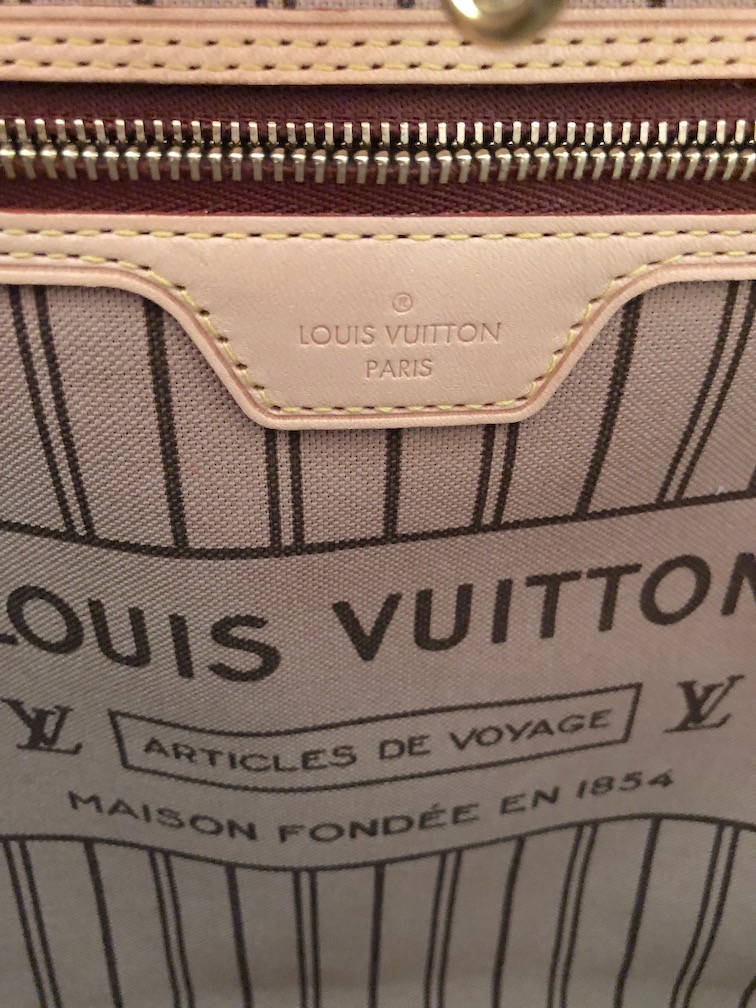 ®
LOUIS VUITTON
PARIS
LOUIS VUITTON
LV ARTICLES DE VOYAGE LV
MAISON FONDÉE EN 1854